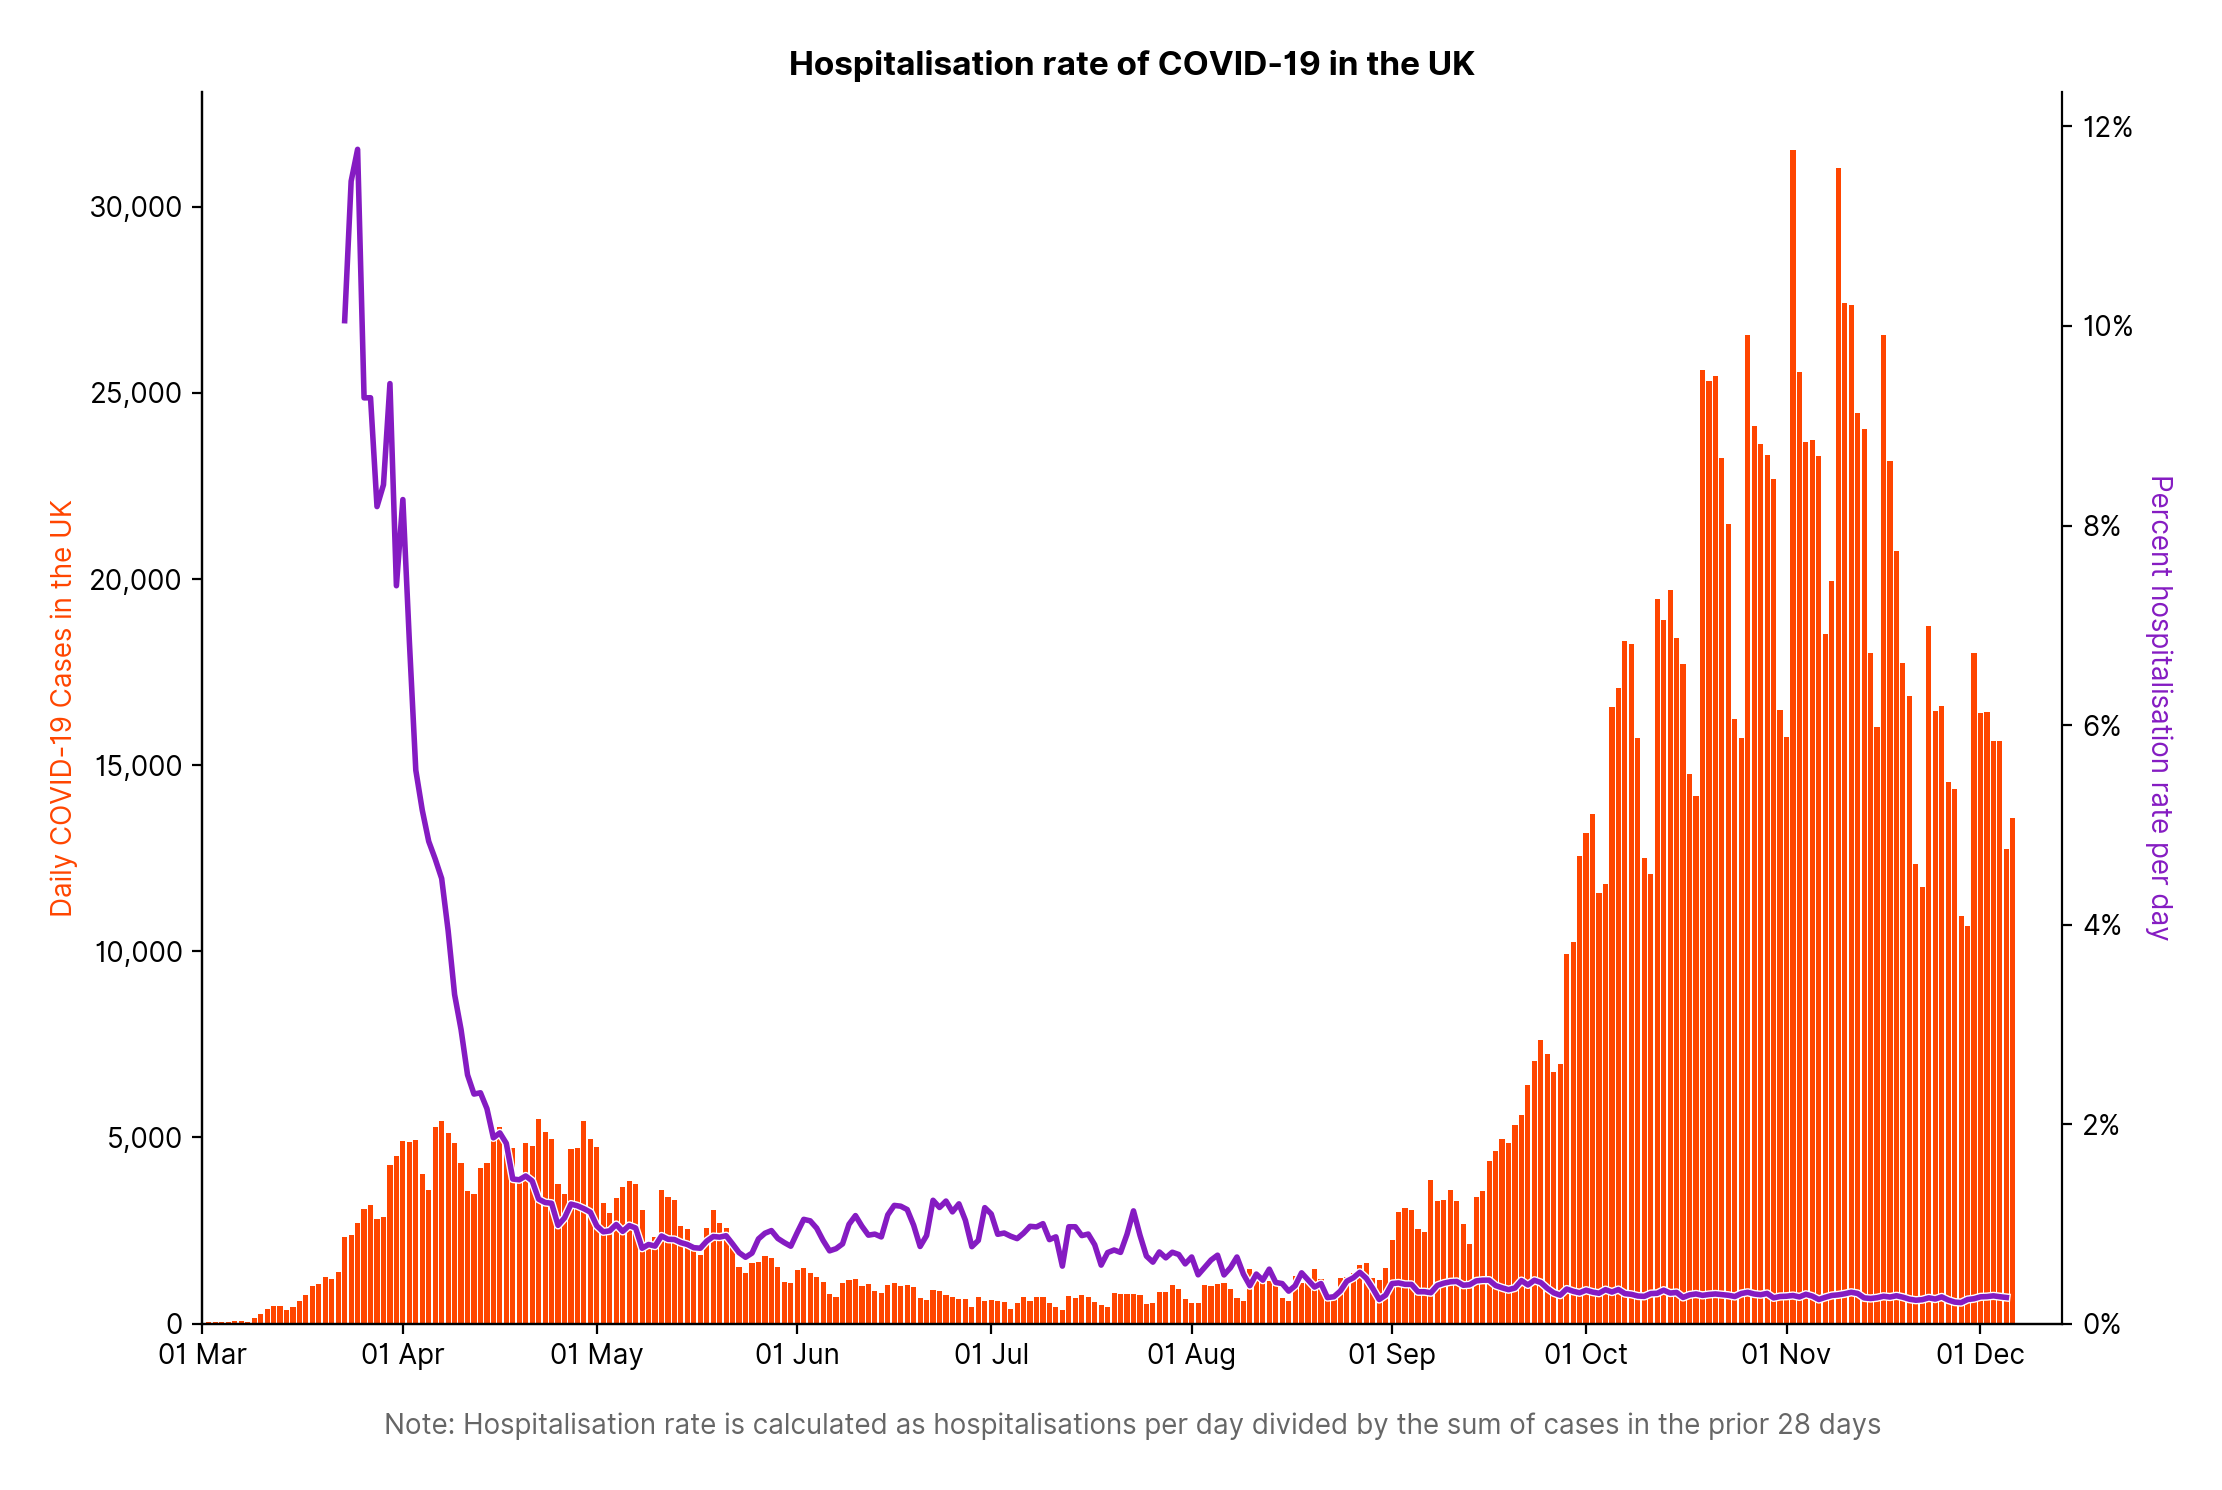 Hospitalisation rate of COVID-19 in the UK
Daily COVID-19 Cases in the UK
30,000
25,000
20,000
15,000
10,000
5,000
0
12%
10%
8%
6%
4%
2%
0%
Percent hospitalisation rate per day
01 Mar
01 Apr
01 May
01 Jun
01 Jul
01 Aug
01 Sep
01 Oct
01 Nov
01 Dec
Note: Hospitalisation rate is calculated as hospitalisations per day divided by the sum of cases in the prior 28 days